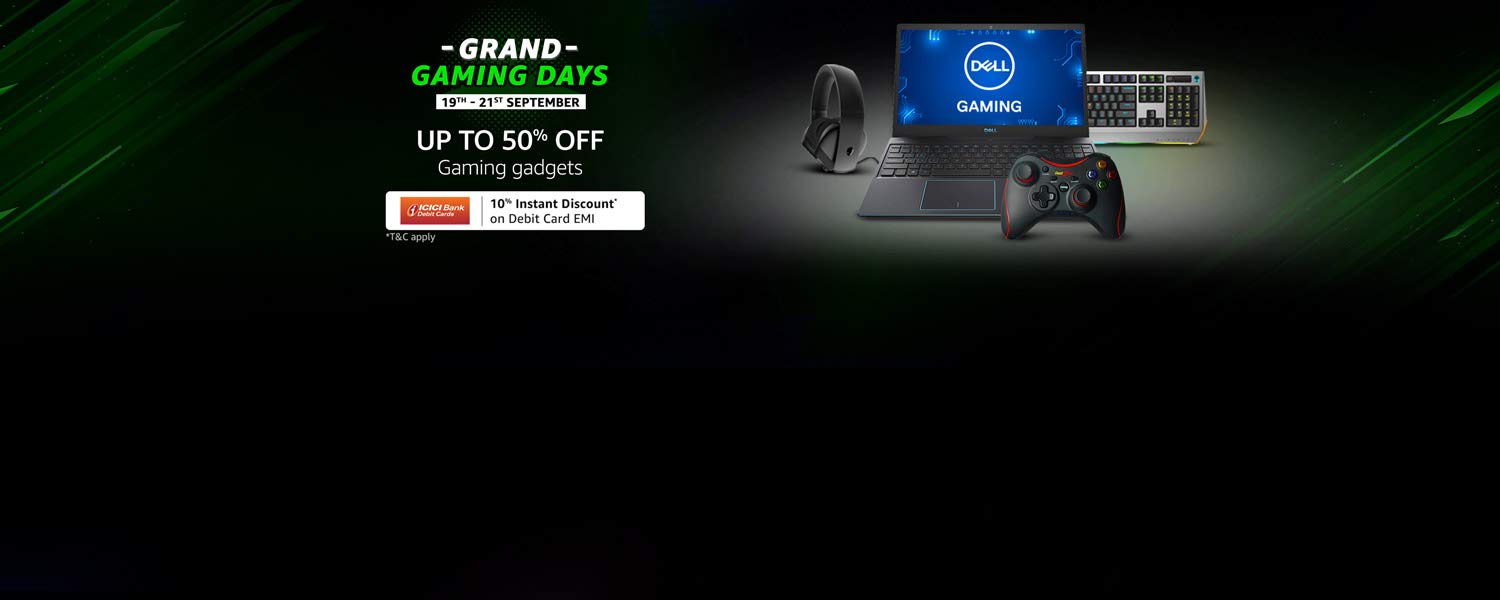 -GRAND-
GAMING DAYS
19TH - 21ST SEPTEMBER
UP TO 50% OFF
Gaming gadgets
ICICI Bank
Debit Cards
10% Instant Discount*
on Debit Card EMI
*T&C apply
DELL
GAMING
DELL